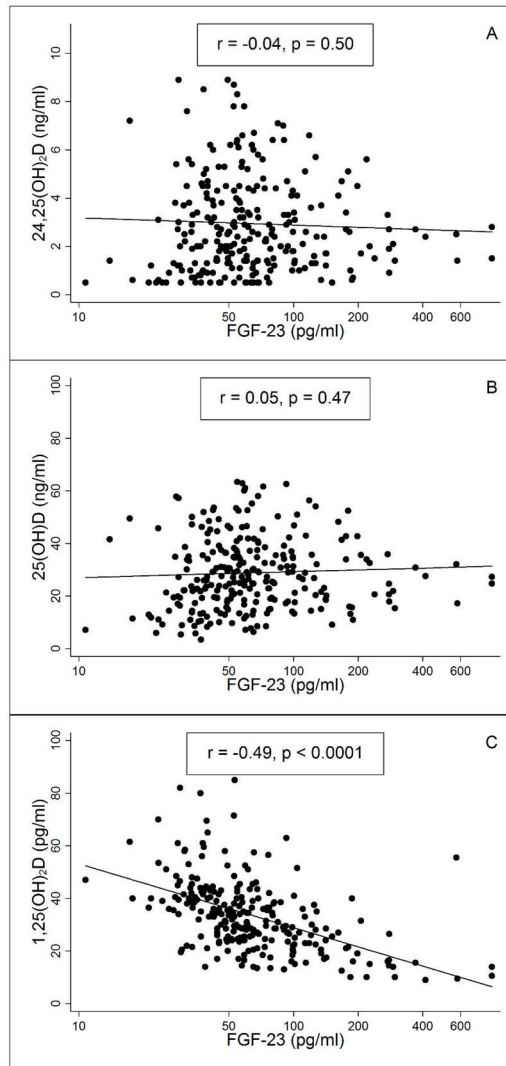 A
r = -0.04, p = 0.50
24,25(OH)₂D (ng/ml)
10
8
6
4
2
0
10 50 100 200 400 600
FGF-23 (pg/ml)
B
r = 0.05, p = 0.47
25(OH)D (ng/ml)
100
80
60
40
20
0
10 50 100 200 400 600
FGF-23 (pg/ml)
C
r = -0.49, p < 0.0001
1,25(OH)₂D (pg/ml)
100
80
60
40
20
0
10 50 100 200 400 600
FGF-23 (pg/ml)